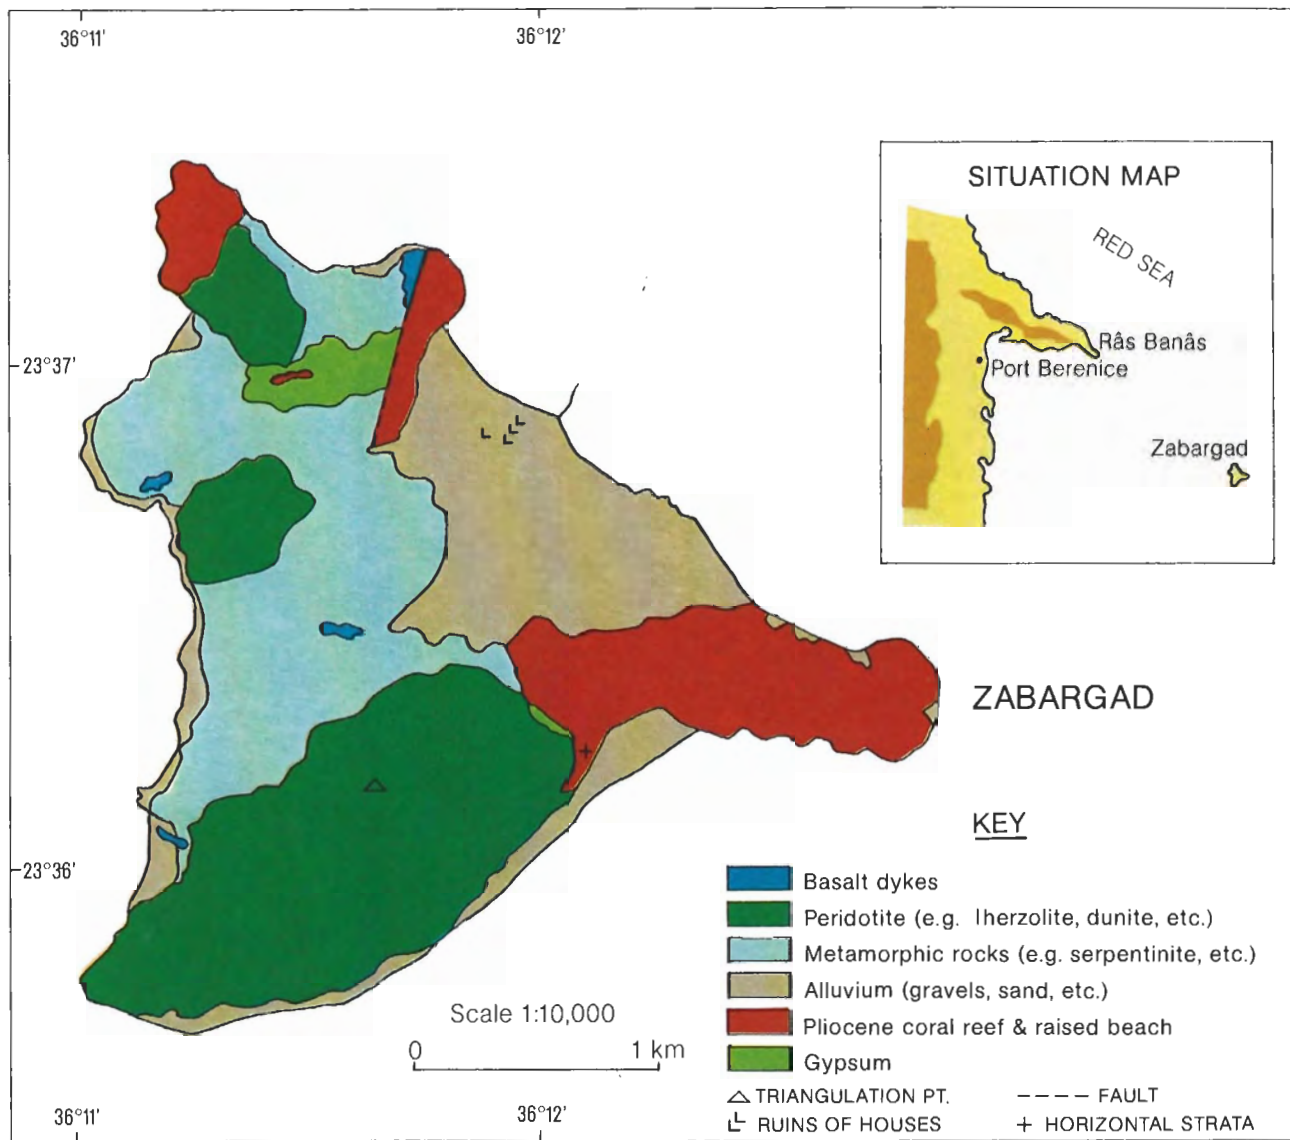 36°11'
36°12'
SITUATION MAP
RED SEA
Râs Banâs
Port Berenice
Zabargad
23°37'
ZABARGAD
KEY
23°36'
Basalt dykes
Peridotite (e.g. lherzolite, dunite, etc.)
Metamorphic rocks (e.g. serpentinite, etc.)
Alluvium (gravels, sand, etc.)
Pliocene coral reef & raised beach
Gypsum
Scale 1:10,000
0 1 km
TRIANGULATION PT.
FAULT
RUINS OF HOUSES
HORIZONTAL STRATA
36°11'
36°12'